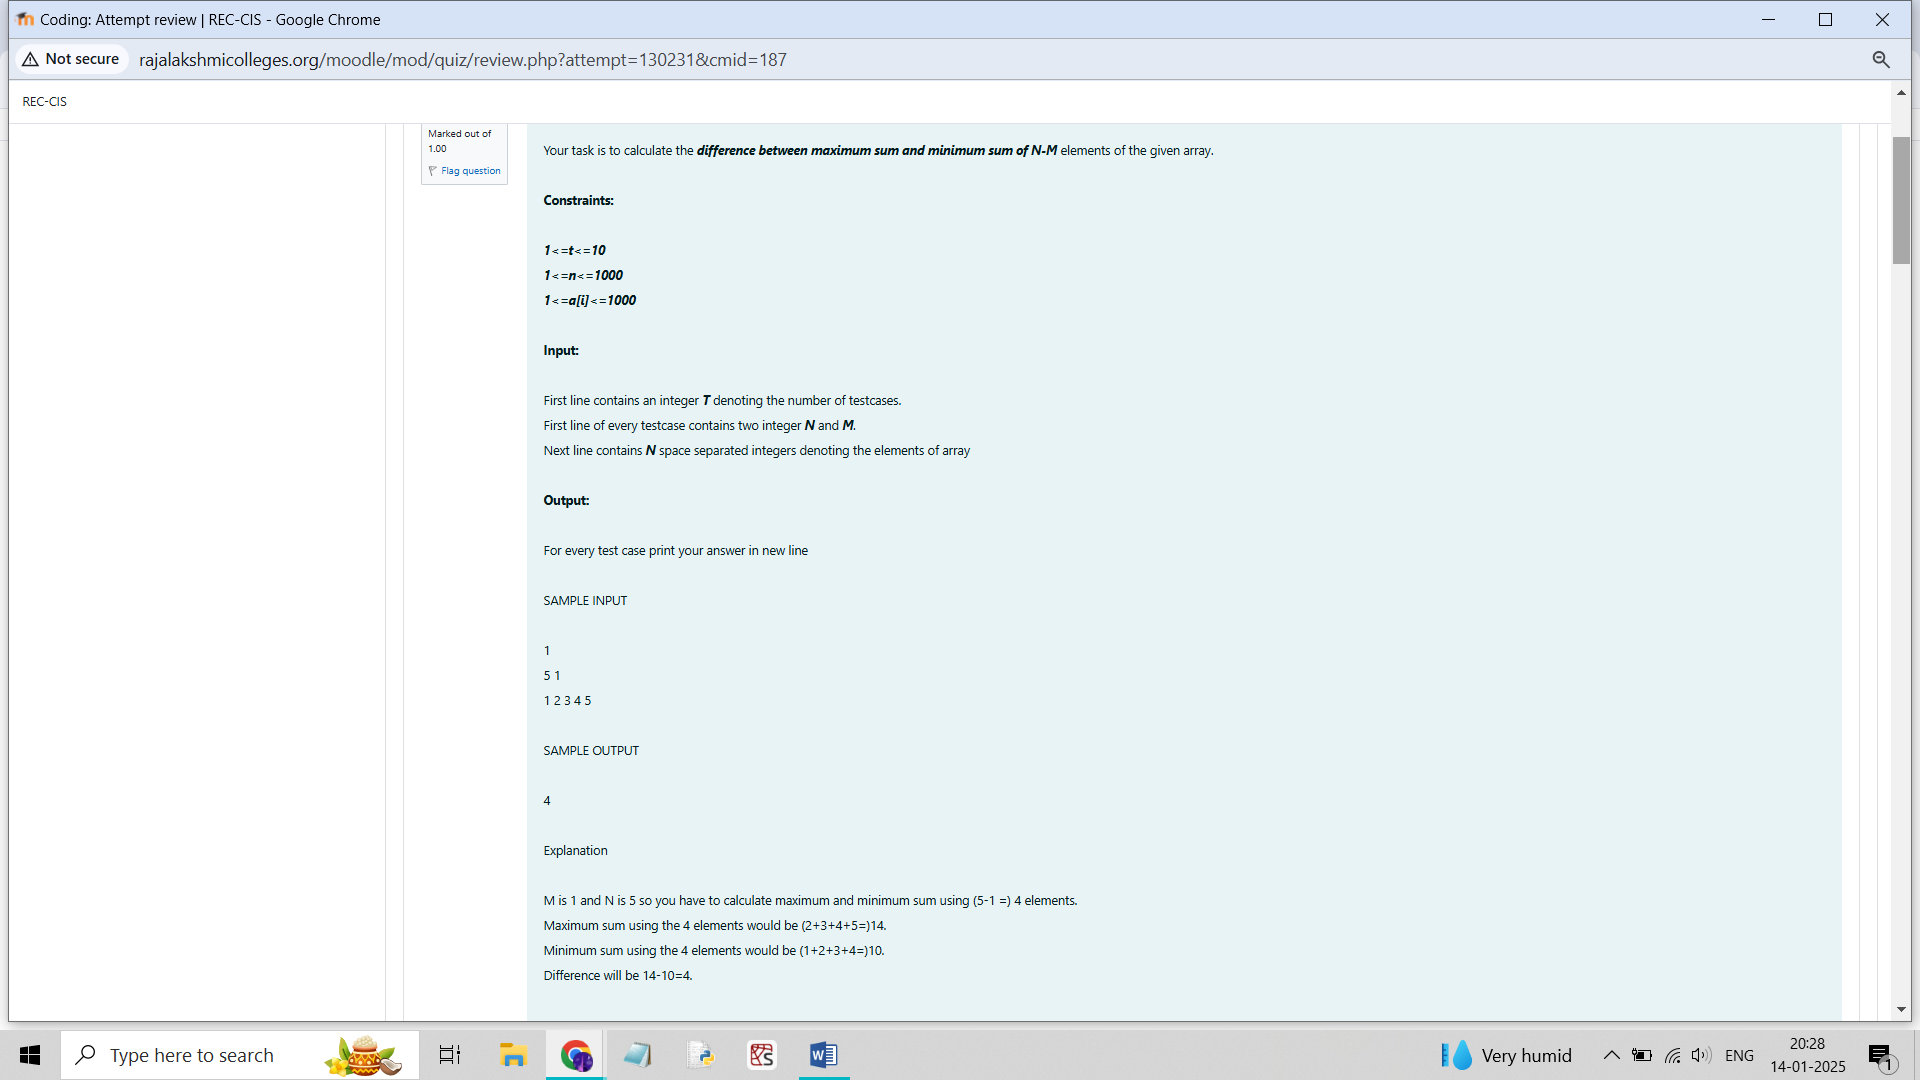 Coding: Attempt review | REC-CIS - Google Chrome
Not secure
rajalakshmicolleges.org/moodle/mod/quiz/review.php?attempt=130231&cmid=187
REC-CIS
Marked out of
1.00
Flag question
Your task is to calculate the difference between maximum sum and minimum sum of N-M elements of the given array.
Constraints:
1<=t<=10
1<=n<=1000
1<=a[i]<=1000
Input:
First line contains an integer T denoting the number of testcases.
First line of every testcase contains two integer N and M.
Next line contains N space separated integers denoting the elements of array
Output:
For every test case print your answer in new line
SAMPLE INPUT
1
5 1
1 2 3 4 5
SAMPLE OUTPUT
4
Explanation
M is 1 and N is 5 so you have to calculate maximum and minimum sum using (5-1 =) 4 elements.
Maximum sum using the 4 elements would be (2+3+4+5=)14.
Minimum sum using the 4 elements would be (1+2+3+4=)10.
Difference will be 14-10=4.
Type here to search
Very humid
ENG
20:28
14-01-2025
1